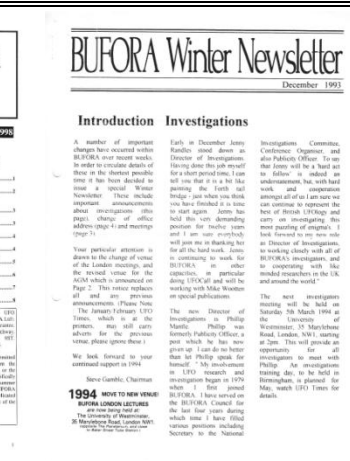 BUFORA Winter Newsletter
December 1993
Introduction
A number of important
changes have occurred within
BUFORA over recent weeks.
In order to circulate details of
these in the shortest possible
time it has been decided to
issue a special Winter
Newsletter. These include
important announcements
about investigations (this
page), change of office
address (page 4) and meetings
(page 3).
Your particular attention is
drawn to the change of venue
of the London meetings, and
the revised venue for the
AGM which is announced on
Page 2. This notice replaces
all and any previous
announcements. (Please Note
The January/February UFO
Times, which is at the
printers, may still carry
adverts for the previous
venue, please ignore these.)
We look forward to your
continued support in 1994.
Steve Gamble, Chairman
1994 MOVE TO NEW VENUE!
BUFORA LONDON LECTURES
are now being held at:
The University of Westminster,
35 Marylebone Road, London NW1.
Investigations
Early in December Jenny
Randles stood down as
Director of Investigations.
Having done this job myself
for a short period time, I can
tell you that it is a bit like
painting the Forth rail
bridge - just when you think
you have finished it is time
to start again. Jenny has
held this very demanding
position for twelve years
and I am sure everybody
will join me in thanking her
for all the hard work. Jenny
is continuing to work for
BUFORA in other
capacities, in particular
doing UFOCall and will be
working with Mike Wootten
on special publications.
The new Director of
Investigations is Philip
Mantle. Philip was
formerly Publicity Officer, a
post which he has now
given up. I can do no better
than let Philip speak for
himself. "My involvement
in UFO research and
investigation began in 1979
when I first joined
BUFORA. I have served on
the BUFORA Council for
the last four years during
which time I have filled
various positions including
Secretary to the National
Investigations Committee,
Conference Organiser, and
also Publicity Officer. To say
that Jenny will be a 'hard act
to follow' is indeed an
understatement, but, with hard
work and cooperation
amongst all of us I am sure we
can continue to represent the
best of British UFOlogy and
carry on investigating this
most puzzling of enigma's. I
look forward to my new role
as Director of Investigations,
to working closely with all of
BUFORA's investigators, and
to cooperating with like
minded researchers in the UK
and around the world."
The next investigators
meeting will be held on
Saturday 5th March 1994 at
the University of
Westminster, 35 Marylebone
Road, London, NW1, starting
at 2pm. This will provide an
opportunity for all
investigators to meet with
Philip. An investigations
training day, to be held in
Birmingham, is planned for
May, watch UFO Times for
details.